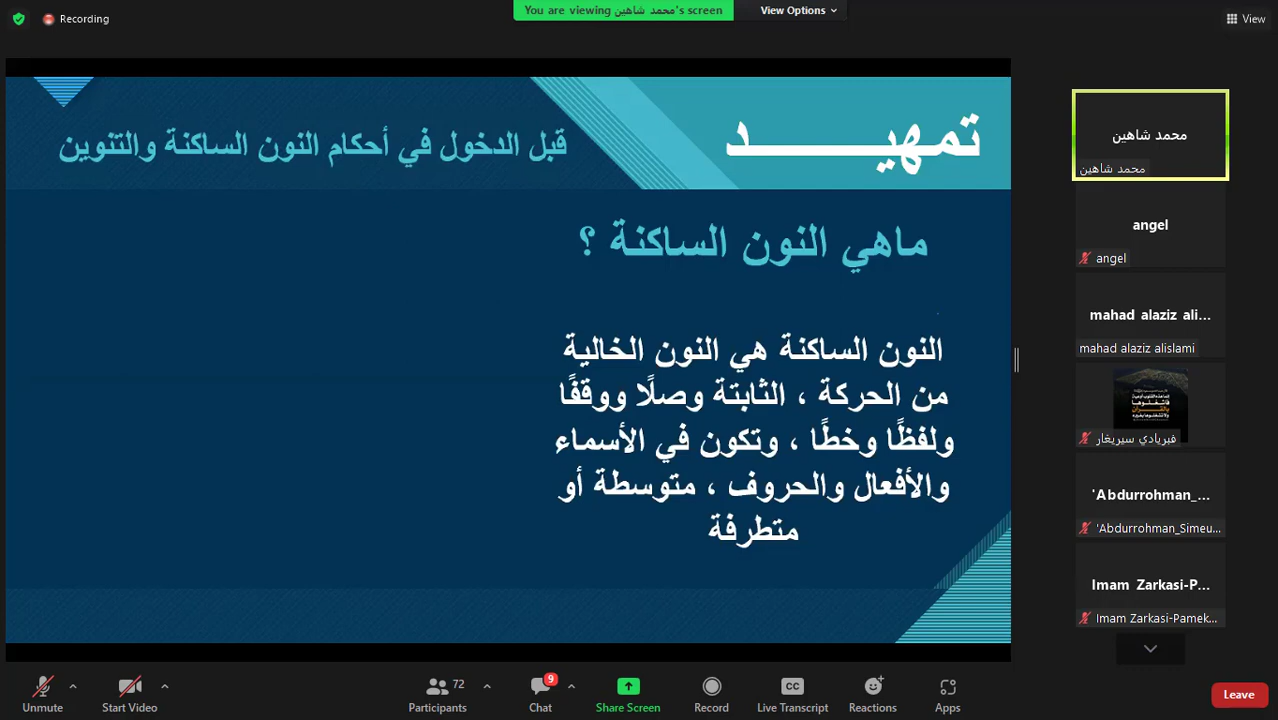 Recording
You are viewing محمد شاهين's screen
View Options
View
تمهيـــــــد
قبل الدخول في أحكام النون الساكنة والتنوين
ماهي النون الساكنة ؟
النون الساكنة هي النون الخالية
من الحركة ، الثابتة وصلًا ووقفًا
ولفظًا وخطًا ، وتكون في الأسماء
والأفعال والحروف ، متوسطة أو
متطرفة
محمد شاهين
محمد شاهين
angel
angel
mahad alaziz ali...
mahad alaziz alislami
فيريادي سيريغار
'Abdurrohman_...
'Abdurrohman_Simeu...
Imam Zarkasi-P...
Imam Zarkasi-Pamek...
Unmute
Start Video
Participants
72
Chat
9
Share Screen
Record
CC
Live Transcript
Reactions
Apps
Leave